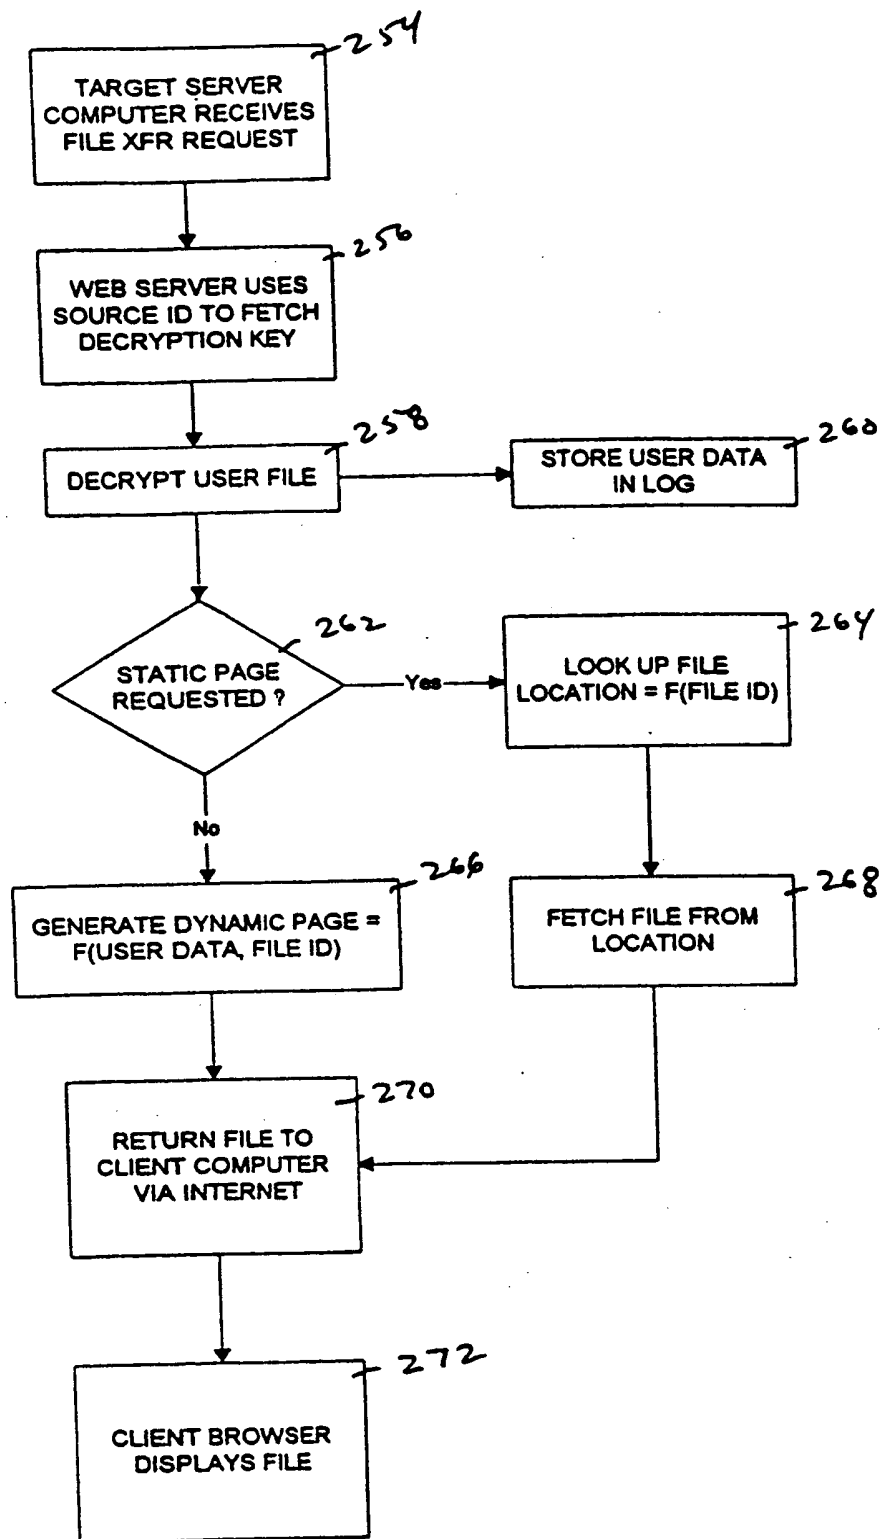 254
TARGET SERVER
COMPUTER RECEIVES
FILE XFR REQUEST
256
WEB SERVER USES
SOURCE ID TO FETCH
DECRYPTION KEY
258
DECRYPT USER FILE
260
STORE USER DATA
IN LOG
262
STATIC PAGE
REQUESTED ?
Yes
264
LOOK UP FILE
LOCATION = F(FILE ID)
No
266
GENERATE DYNAMIC PAGE =
F(USER DATA, FILE ID)
268
FETCH FILE FROM
LOCATION
270
RETURN FILE TO
CLIENT COMPUTER
VIA INTERNET
272
CLIENT BROWSER
DISPLAYS FILE